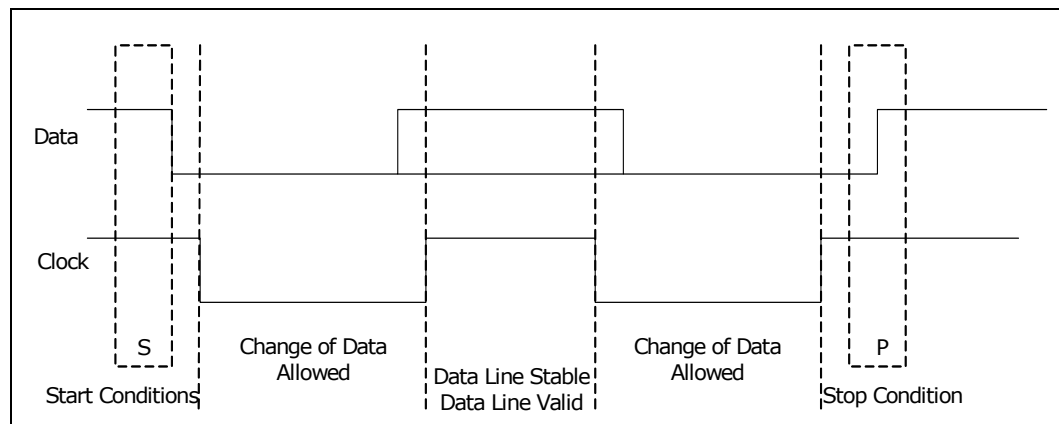 Data
Clock
S
Change of Data
Allowed
Change of Data
Allowed
P
Start Conditions
Data Line Stable
Data Line Valid
Stop Condition